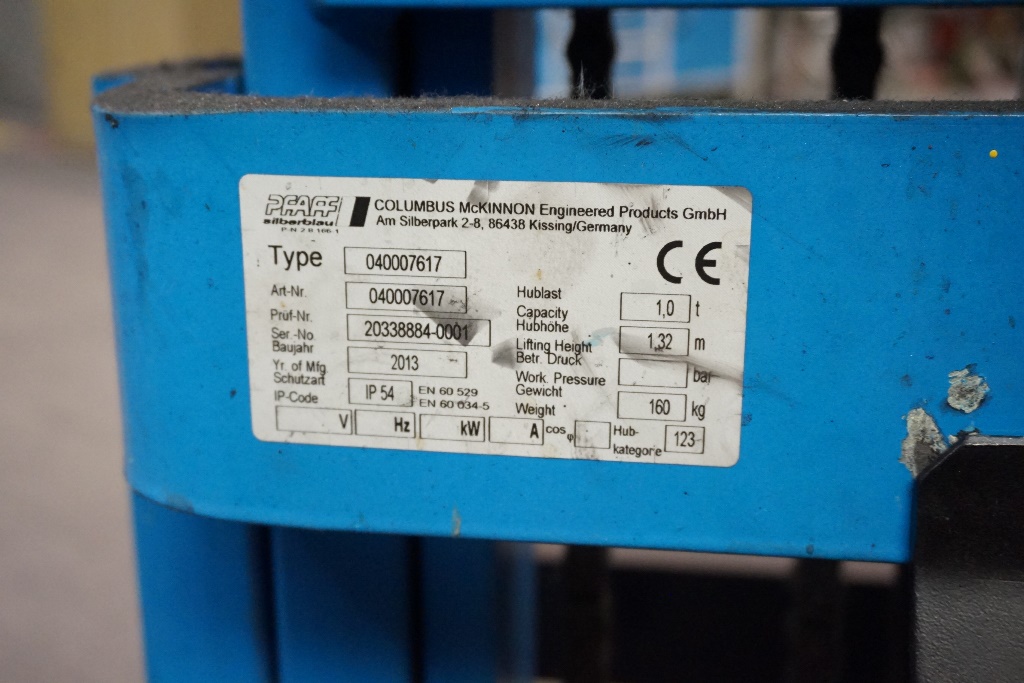 PFAFF
silberblau
COLUMBUS McKINNON Engineered Products GmbH
Am Silberpark 2-8, 86438 Kissing/Germany
CE
Type 040007617
Art-Nr. 040007617
Prüf-Nr.
Ser.-No 20338884-0001
Baujahr
Yr. of Mfg 2013
Schutzart
IP-Code IP 54 EN 60 529
EN 60 034-5
Hublast
Capacity 1,0 t
Hubhöhe
Lifting Height 1,32 m
Betr. Druck
Work. Pressure bar
Gewicht
Weight 160 kg
V Hz kW A cos φ Hub-
kategorie 123